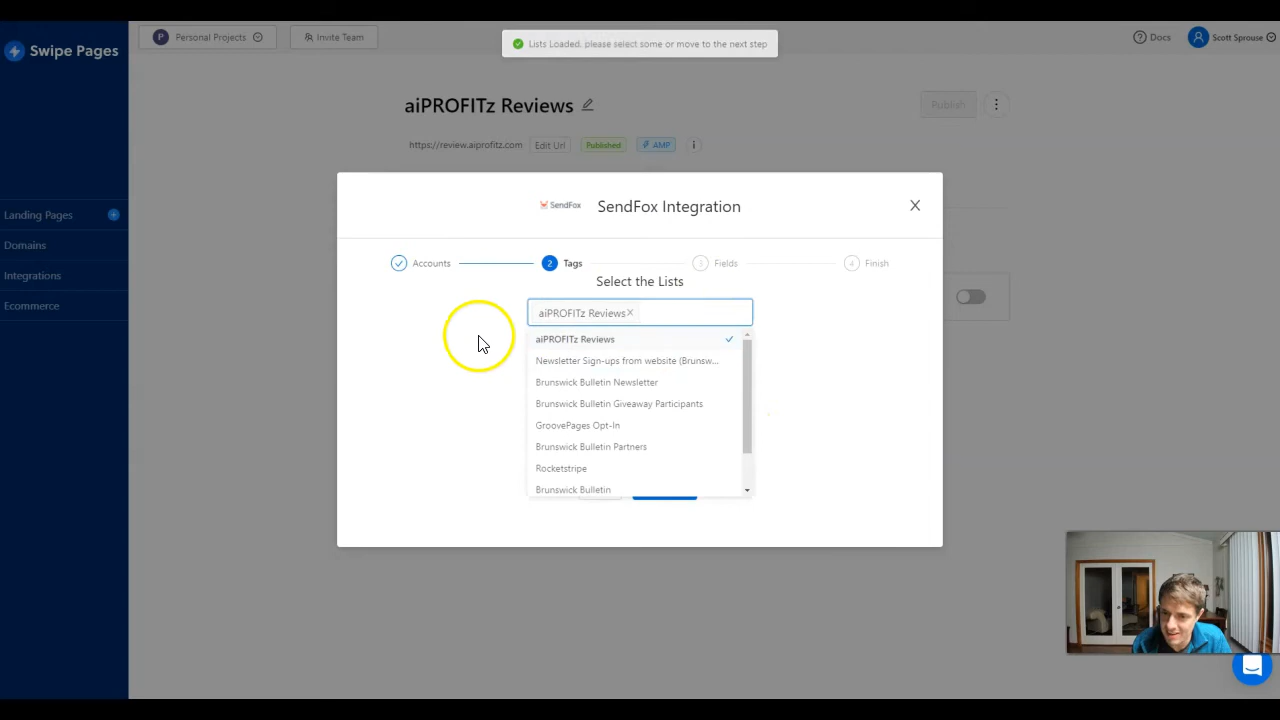 Swipe Pages
P Personal Projects
Invite Team
Lists Loaded, please select some or move to the next step
Docs
Scott Sprouse
aiPROFITz Reviews
Publish
https://review.aiprofitz.com
Edit Url
Published
AMP
i
Landing Pages
Domains
Integrations
Ecommerce
SendFox
SendFox Integration
X
Accounts
2 Tags
3 Fields
4 Finish
Select the Lists
aiPROFITz Reviews
aiPROFITz Reviews
Newsletter Sign-ups from website (Brunsw...
Brunswick Bulletin Newsletter
Brunswick Bulletin Giveaway Participants
GroovePages Opt-In
Brunswick Bulletin Partners
Rocketstripe
Brunswick Bulletin